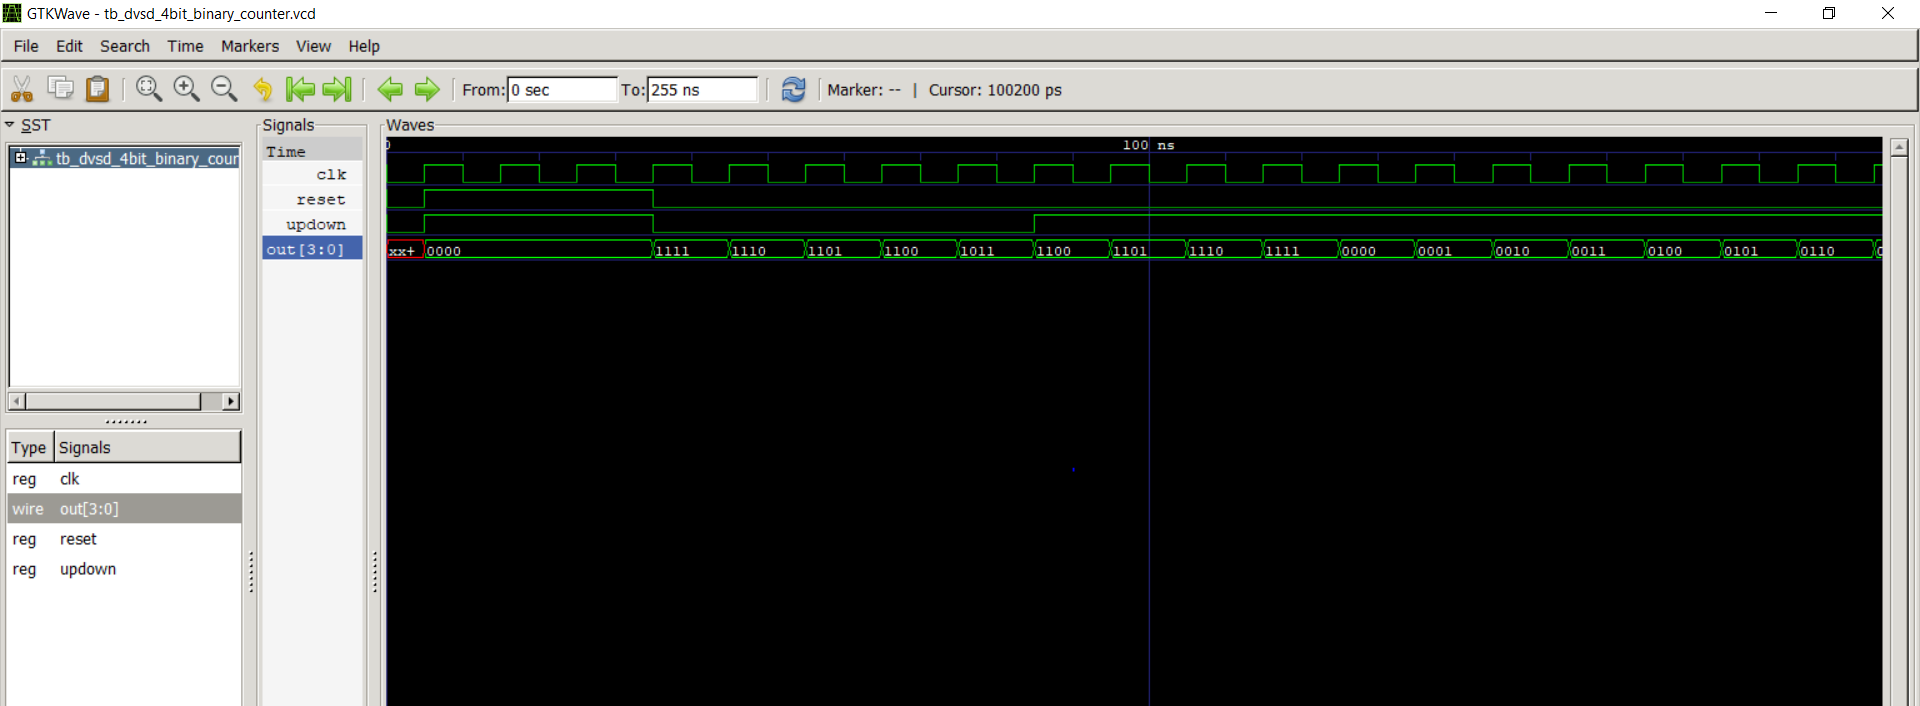 GTKWave - tb_dvsd_4bit_binary_counter.vcd
File Edit Search Time Markers View Help
From: 0 sec To: 255 ns Marker: -- | Cursor: 100200 ps
SST
tb_dvsd_4bit_binary_cour
Type Signals
reg clk
wire out[3:0]
reg reset
reg updown
Signals
Time
clk
reset
updown
out[3:0]
Waves
0 100 ns
xx+ 0000 1111 1110 1101 1100 1011 1100 1101 1110 1111 0000 0001 0010 0011 0100 0101 0110